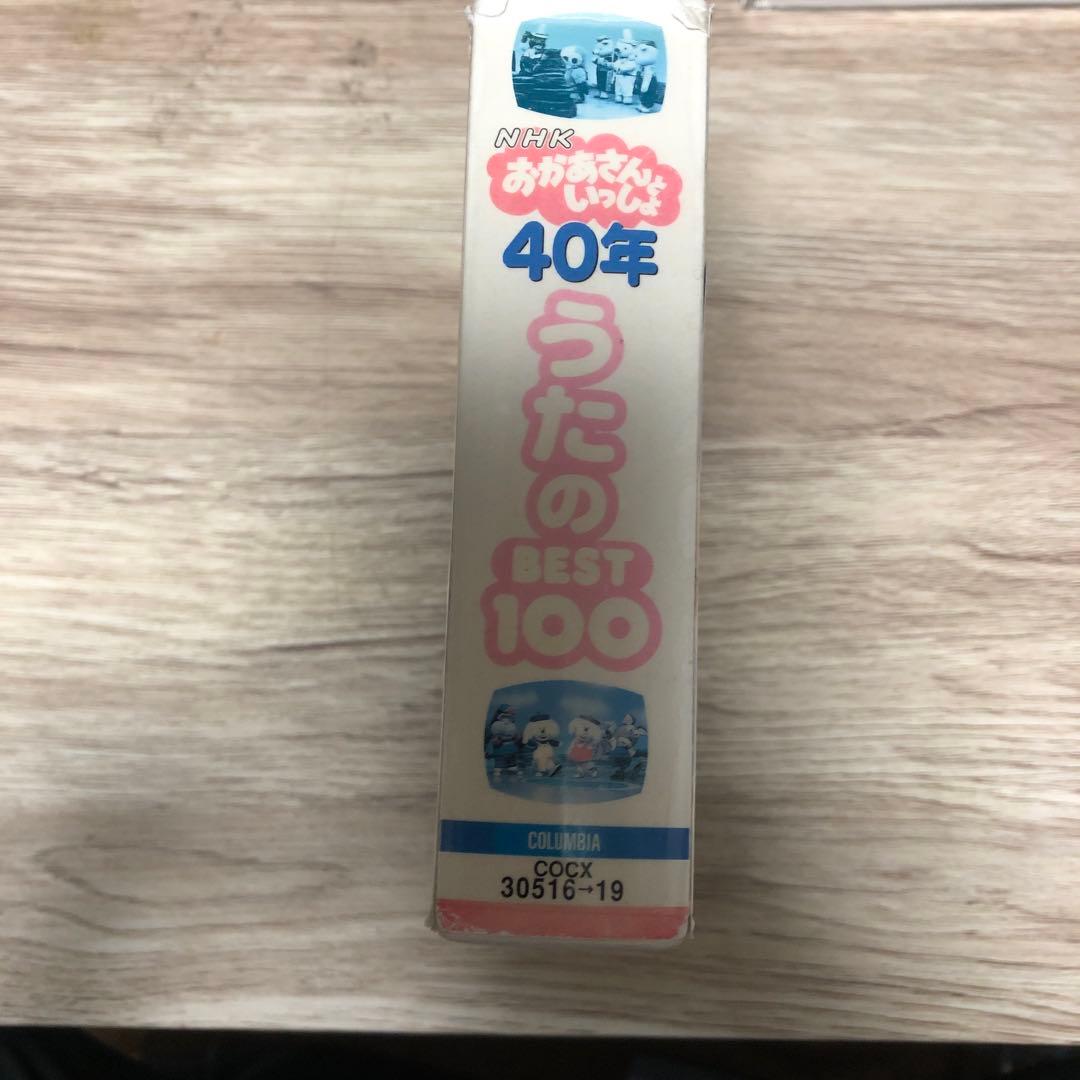 NHK
おかあさんと
いっしょ
40年
うたの
BEST
100
COLUMBIA
COCX
30516→19